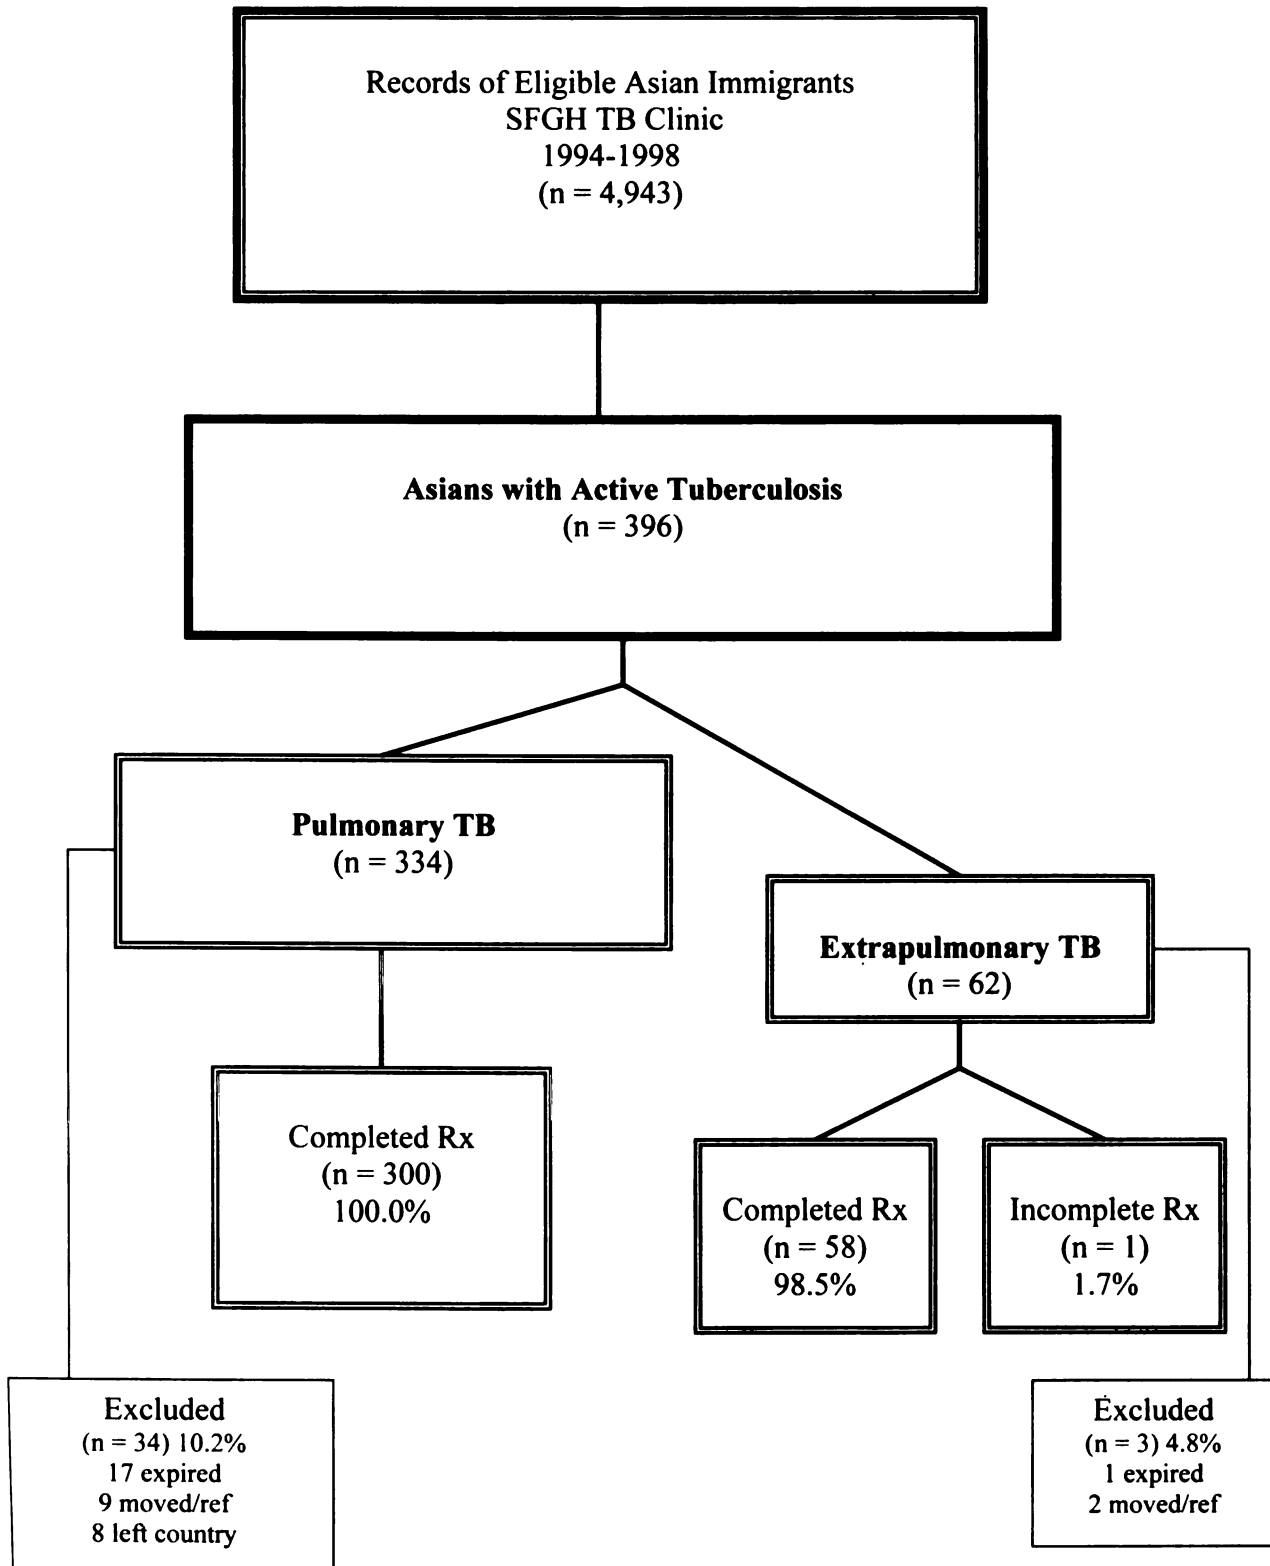 Records of Eligible Asian Immigrants
SFGH TB Clinic
1994-1998
(n = 4,943)
Asians with Active Tuberculosis
(n = 396)
Pulmonary TB
(n = 334)
Extrapulmonary TB
(n = 62)
Completed Rx
(n = 300)
100.0%
Completed Rx
(n = 58)
98.5%
Incomplete Rx
(n = 1)
1.7%
Excluded
(n = 34) 10.2%
17 expired
9 moved/ref
8 left country
Excluded
(n = 3) 4.8%
1 expired
2 moved/ref